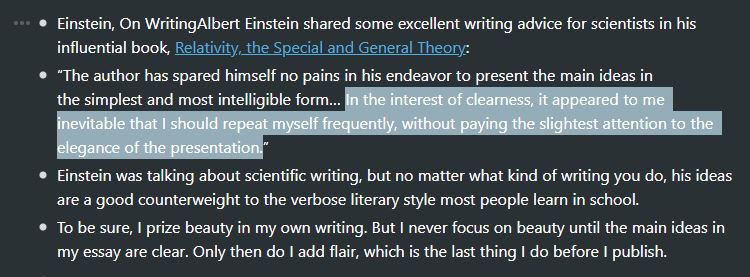 Einstein, On WritingAlbert Einstein shared some excellent writing advice for scientists in his
influential book, Relativity, the Special and General Theory:
“The author has spared himself no pains in his endeavor to present the main ideas in
the simplest and most intelligible form... In the interest of clearness, it appeared to me
inevitable that I should repeat myself frequently, without paying the slightest attention to the
elegance of the presentation.”
Einstein was talking about scientific writing, but no matter what kind of writing you do, his ideas
are a good counterweight to the verbose literary style most people learn in school.
To be sure, I prize beauty in my own writing. But I never focus on beauty until the main ideas in
my essay are clear. Only then do I add flair, which is the last thing I do before I publish.